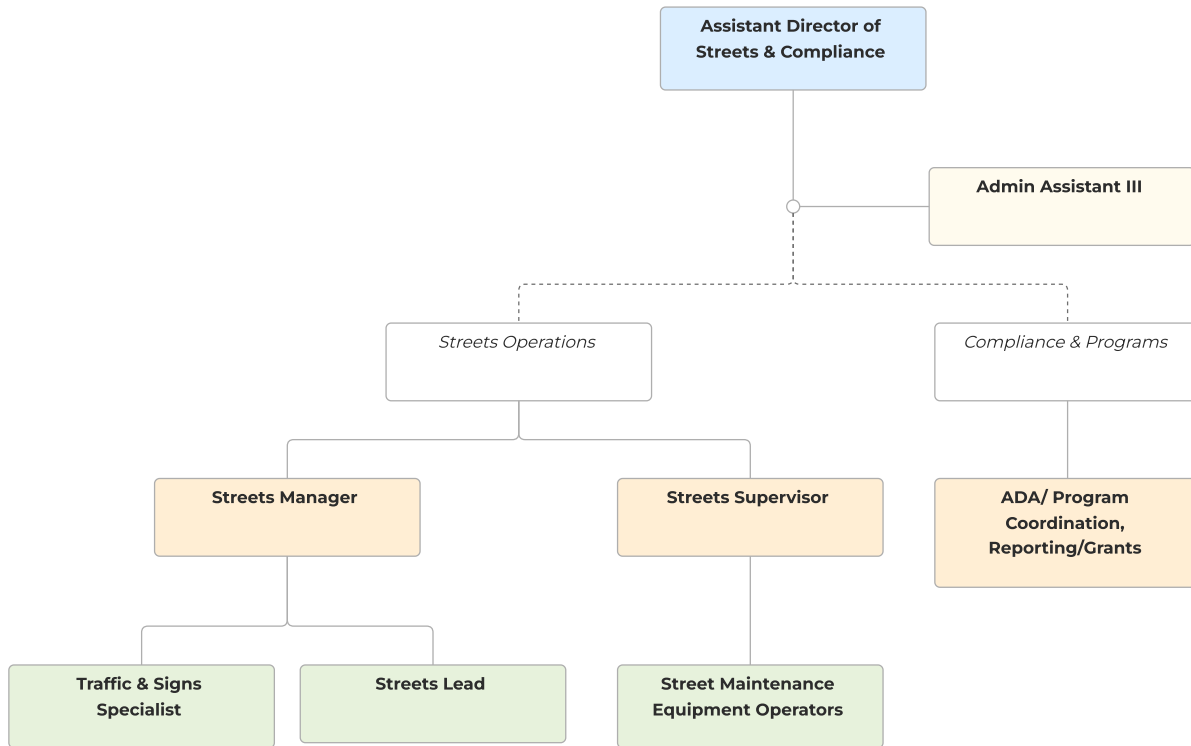 Assistant Director of
Streets & Compliance
Admin Assistant III
Streets Operations
Compliance & Programs
Streets Manager
Streets Supervisor
ADA/ Program
Coordination,
Reporting/Grants
Traffic & Signs
Specialist
Streets Lead
Street Maintenance
Equipment Operators